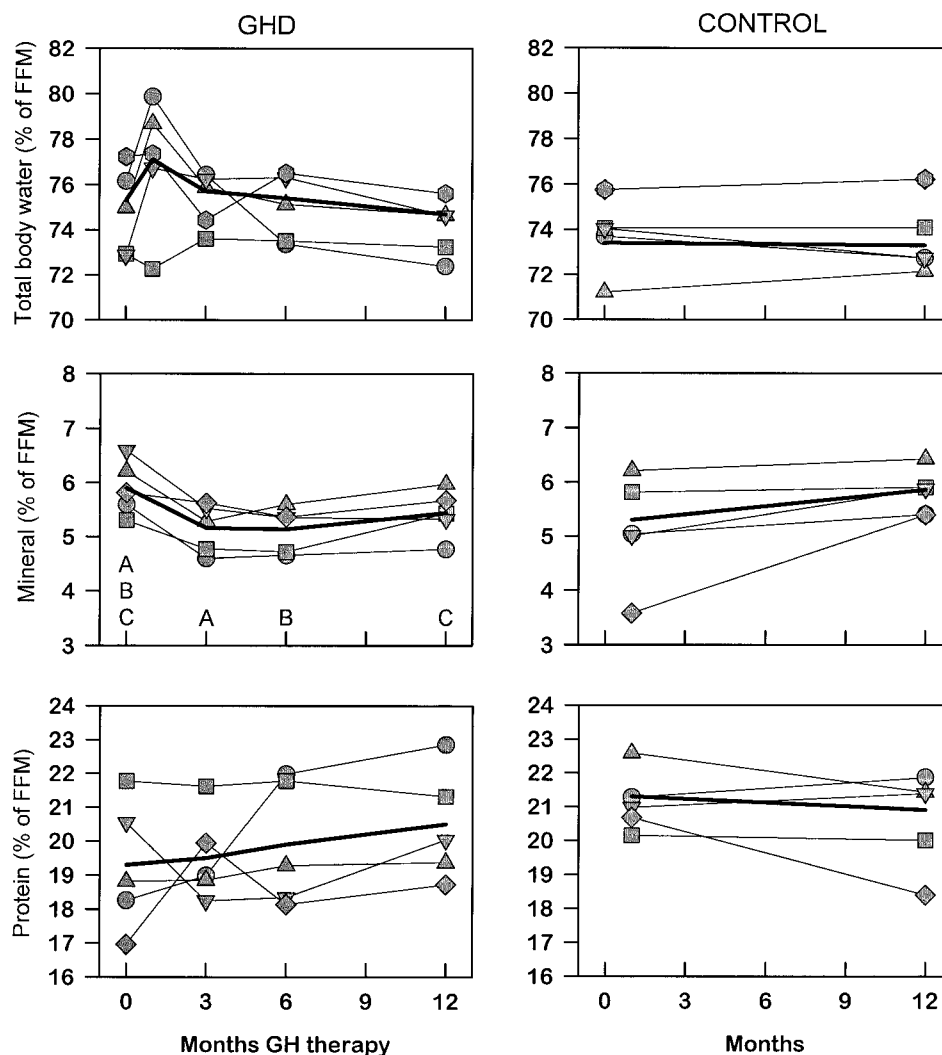 GHD
CONTROL
Total body water (% of FFM)
82
80
78
76
74
72
70
82
80
78
76
74
72
70
Mineral (% of FFM)
8
7
6
5
4
3
A
B
C
A
B
C
8
7
6
5
4
3
Protein (% of FFM)
24
23
22
21
20
19
18
17
16
0 3 6 9 12
Months GH therapy
24
23
22
21
20
19
18
17
16
0 3 6 9 12
Months